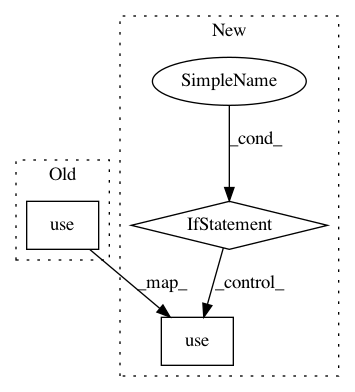 New
SimpleName
_cond_
Old
use
IfStatement
_map_
_control_
use